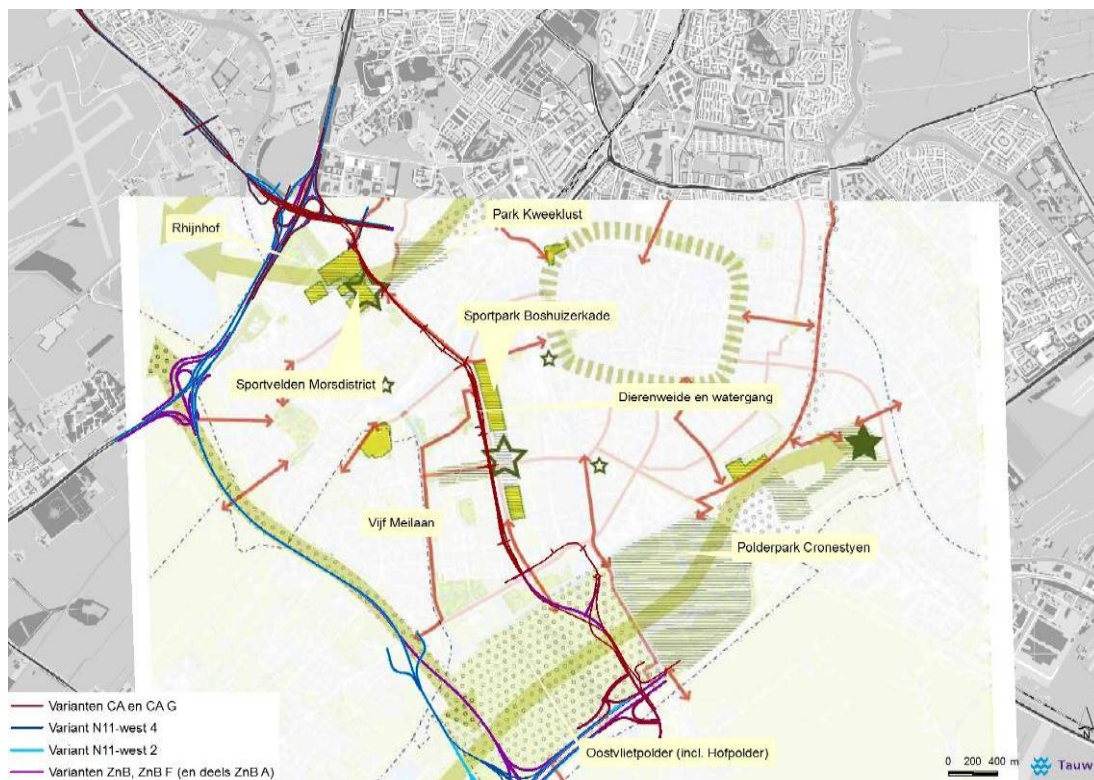 Park Kweeklust
Rhijnhof
Sportpark Boshuizerkade
Sportvelden Morsdistrict
Dierenweide en watergang
Vijf Meilaan
Polderpark Cronestyen
Oostvlietpolder (incl. Hofpolder)
Varianten CA en CA G
Variant N11-west 4
Variant N11-west 2
Varianten ZnB, ZnB F (en deels ZnB A)
N
0 200 400 m
Tauw